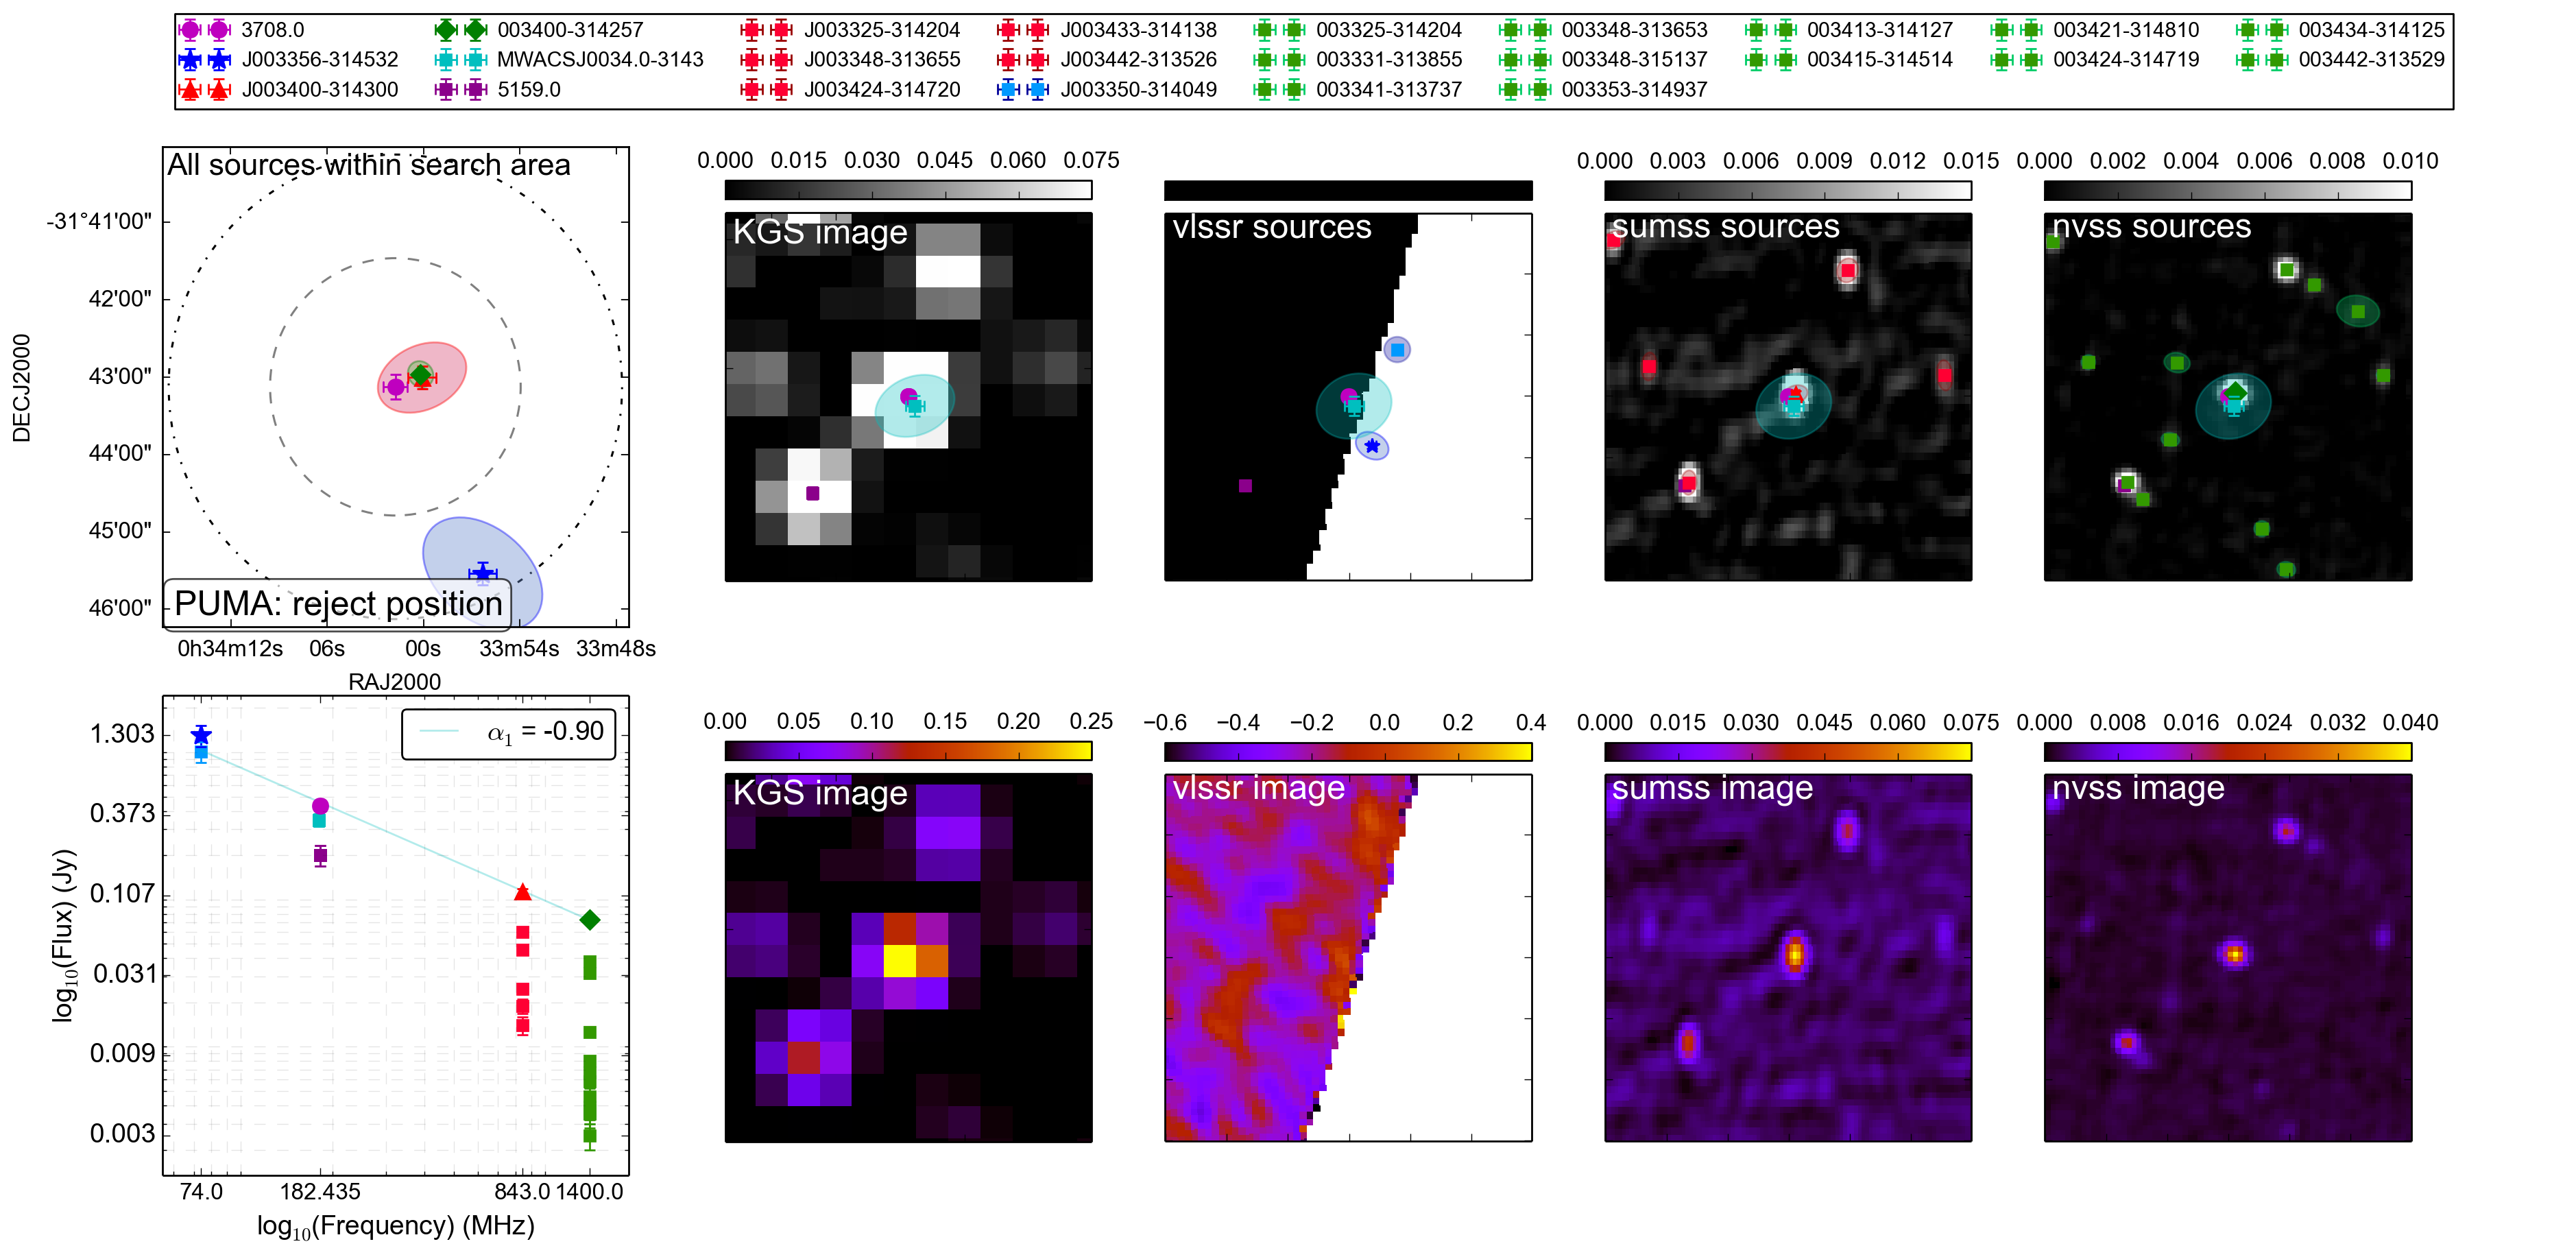 3708.0 003400-314257 J003325-314204 J003433-314138 003325-314204 003348-313653 003413-314127 003421-314810 003434-314125
J003356-314532 MWACSJ0034.0-3143 J003348-313655 J003442-313526 003331-313855 003348-315137 003415-314514 003424-314719 003442-313529
J003400-314300 5159.0 J003424-314720 J003350-314049 003341-313737 003353-314937
All sources within search area
-31°41'00"
42'00"
43'00"
44'00"
45'00"
46'00"
DECJ2000
PUMA: reject position
0h34m12s 06s 00s 33m54s 33m48s
RAJ2000
0.000 0.015 0.030 0.045 0.060 0.075
KGS image
vlssr sources
0.000 0.003 0.006 0.009 0.012 0.015
sumss sources
0.000 0.002 0.004 0.006 0.008 0.010
nvss sources
α1 = -0.90
1.303
0.373
0.107
0.031
0.009
0.003
log10(Flux) (Jy)
74.0 182.435 843.0 1400.0
log10(Frequency) (MHz)
0.00 0.05 0.10 0.15 0.20 0.25
KGS image
−0.6 −0.4 −0.2 0.0 0.2 0.4
vlssr image
0.000 0.015 0.030 0.045 0.060 0.075
sumss image
0.000 0.008 0.016 0.024 0.032 0.040
nvss image